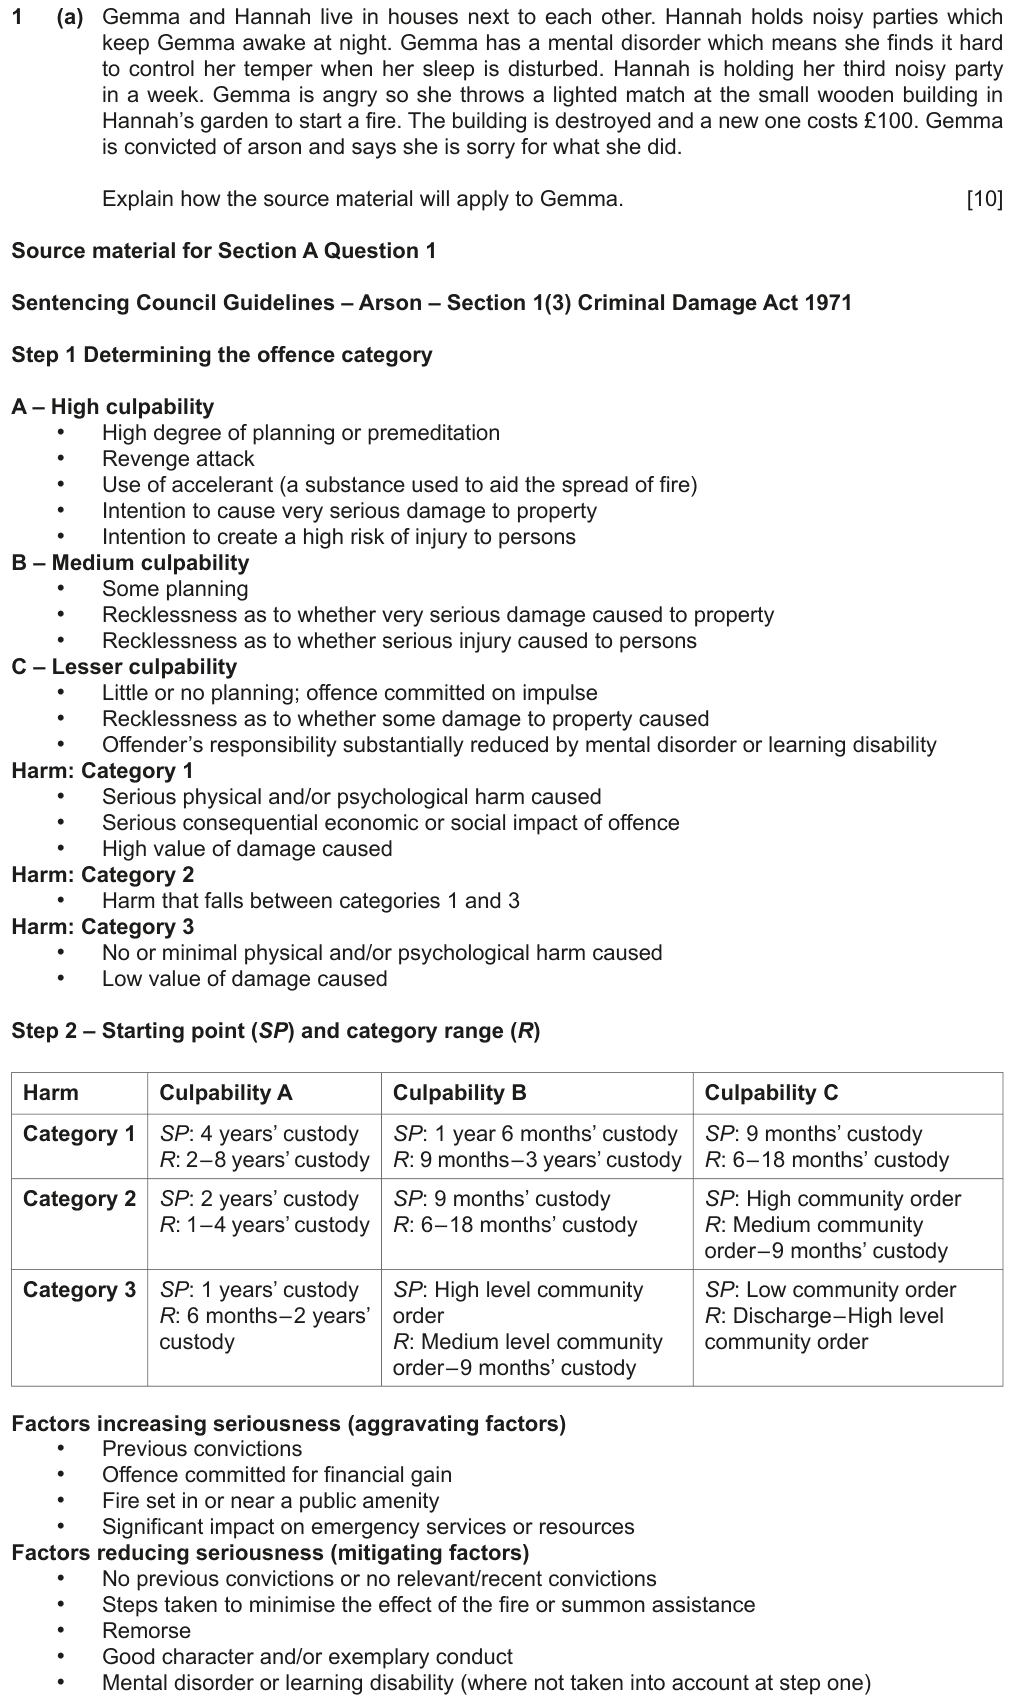 1 (a) Gemma and Hannah live in houses next to each other. Hannah holds noisy parties which
keep Gemma awake at night. Gemma has a mental disorder which means she finds it hard
to control her temper when her sleep is disturbed. Hannah is holding her third noisy party
in a week. Gemma is angry so she throws a lighted match at the small wooden building in
Hannah’s garden to start a fire. The building is destroyed and a new one costs £100. Gemma
is convicted of arson and says she is sorry for what she did.
Explain how the source material will apply to Gemma. [10]
Source material for Section A Question 1
Sentencing Council Guidelines – Arson – Section 1(3) Criminal Damage Act 1971
Step 1 Determining the offence category
A – High culpability
• High degree of planning or premeditation
• Revenge attack
• Use of accelerant (a substance used to aid the spread of fire)
• Intention to cause very serious damage to property
• Intention to create a high risk of injury to persons
B – Medium culpability
• Some planning
• Recklessness as to whether very serious damage caused to property
• Recklessness as to whether serious injury caused to persons
C – Lesser culpability
• Little or no planning; offence committed on impulse
• Recklessness as to whether some damage to property caused
• Offender’s responsibility substantially reduced by mental disorder or learning disability
Harm: Category 1
• Serious physical and/or psychological harm caused
• Serious consequential economic or social impact of offence
• High value of damage caused
Harm: Category 2
• Harm that falls between categories 1 and 3
Harm: Category 3
• No or minimal physical and/or psychological harm caused
• Low value of damage caused
Step 2 – Starting point (SP) and category range (R)
Harm Culpability A Culpability B Culpability C
Category 1 SP: 4 years’ custody SP: 1 year 6 months’ custody SP: 9 months’ custody
R: 2–8 years’ custody R: 9 months–3 years’ custody R: 6–18 months’ custody
Category 2 SP: 2 years’ custody SP: 9 months’ custody SP: High community order
R: 1–4 years’ custody R: 6–18 months’ custody R: Medium community
order–9 months’ custody
Category 3 SP: 1 years’ custody SP: High level community SP: Low community order
R: 6 months–2 years’ order R: Discharge–High level
custody R: Medium level community community order
order–9 months’ custody
Factors increasing seriousness (aggravating factors)
• Previous convictions
• Offence committed for financial gain
• Fire set in or near a public amenity
• Significant impact on emergency services or resources
Factors reducing seriousness (mitigating factors)
• No previous convictions or no relevant/recent convictions
• Steps taken to minimise the effect of the fire or summon assistance
• Remorse
• Good character and/or exemplary conduct
• Mental disorder or learning disability (where not taken into account at step one)